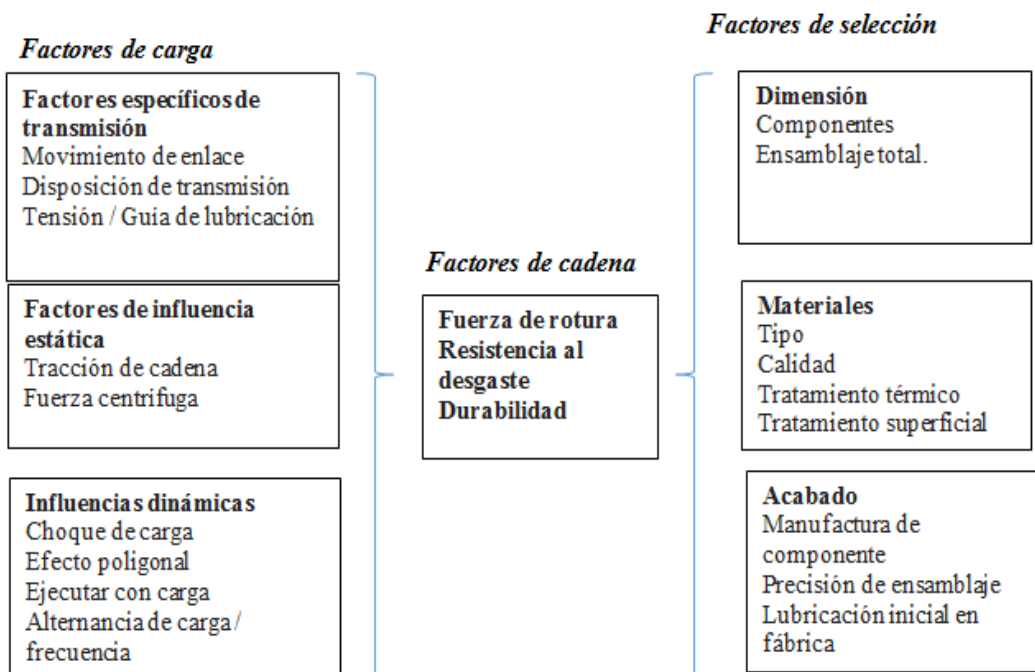 Factores de carga
Factores específicos de
transmisión
Movimiento de enlace
Disposición de transmisión
Tensión / Guía de lubricación
Factores de influencia
estática
Tracción de cadena
Fuerza centrífuga
Influencias dinámicas
Choque de carga
Efecto poligonal
Ejecutar con carga
Alternancia de carga /
frecuencia
Factores de cadena
Fuerza de rotura
Resistencia al
desgaste
Durabilidad
Factores de selección
Dimensión
Componentes
Ensamblaje total.
Materiales
Tipo
Calidad
Tratamiento térmico
Tratamiento superficial
Acabado
Manufactura de
componente
Precisión de ensamblaje
Lubricación inicial en
fábrica